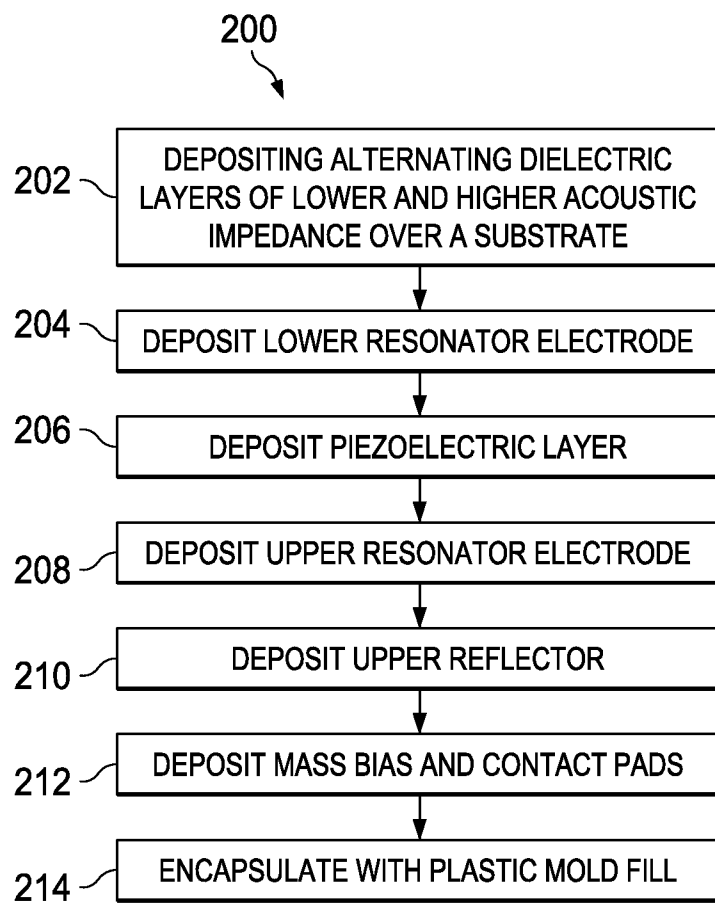 200
202
DEPOSITING ALTERNATING DIELECTRIC
LAYERS OF LOWER AND HIGHER ACOUSTIC
IMPEDANCE OVER A SUBSTRATE
204
DEPOSIT LOWER RESONATOR ELECTRODE
206
DEPOSIT PIEZOELECTRIC LAYER
208
DEPOSIT UPPER RESONATOR ELECTRODE
210
DEPOSIT UPPER REFLECTOR
212
DEPOSIT MASS BIAS AND CONTACT PADS
214
ENCAPSULATE WITH PLASTIC MOLD FILL